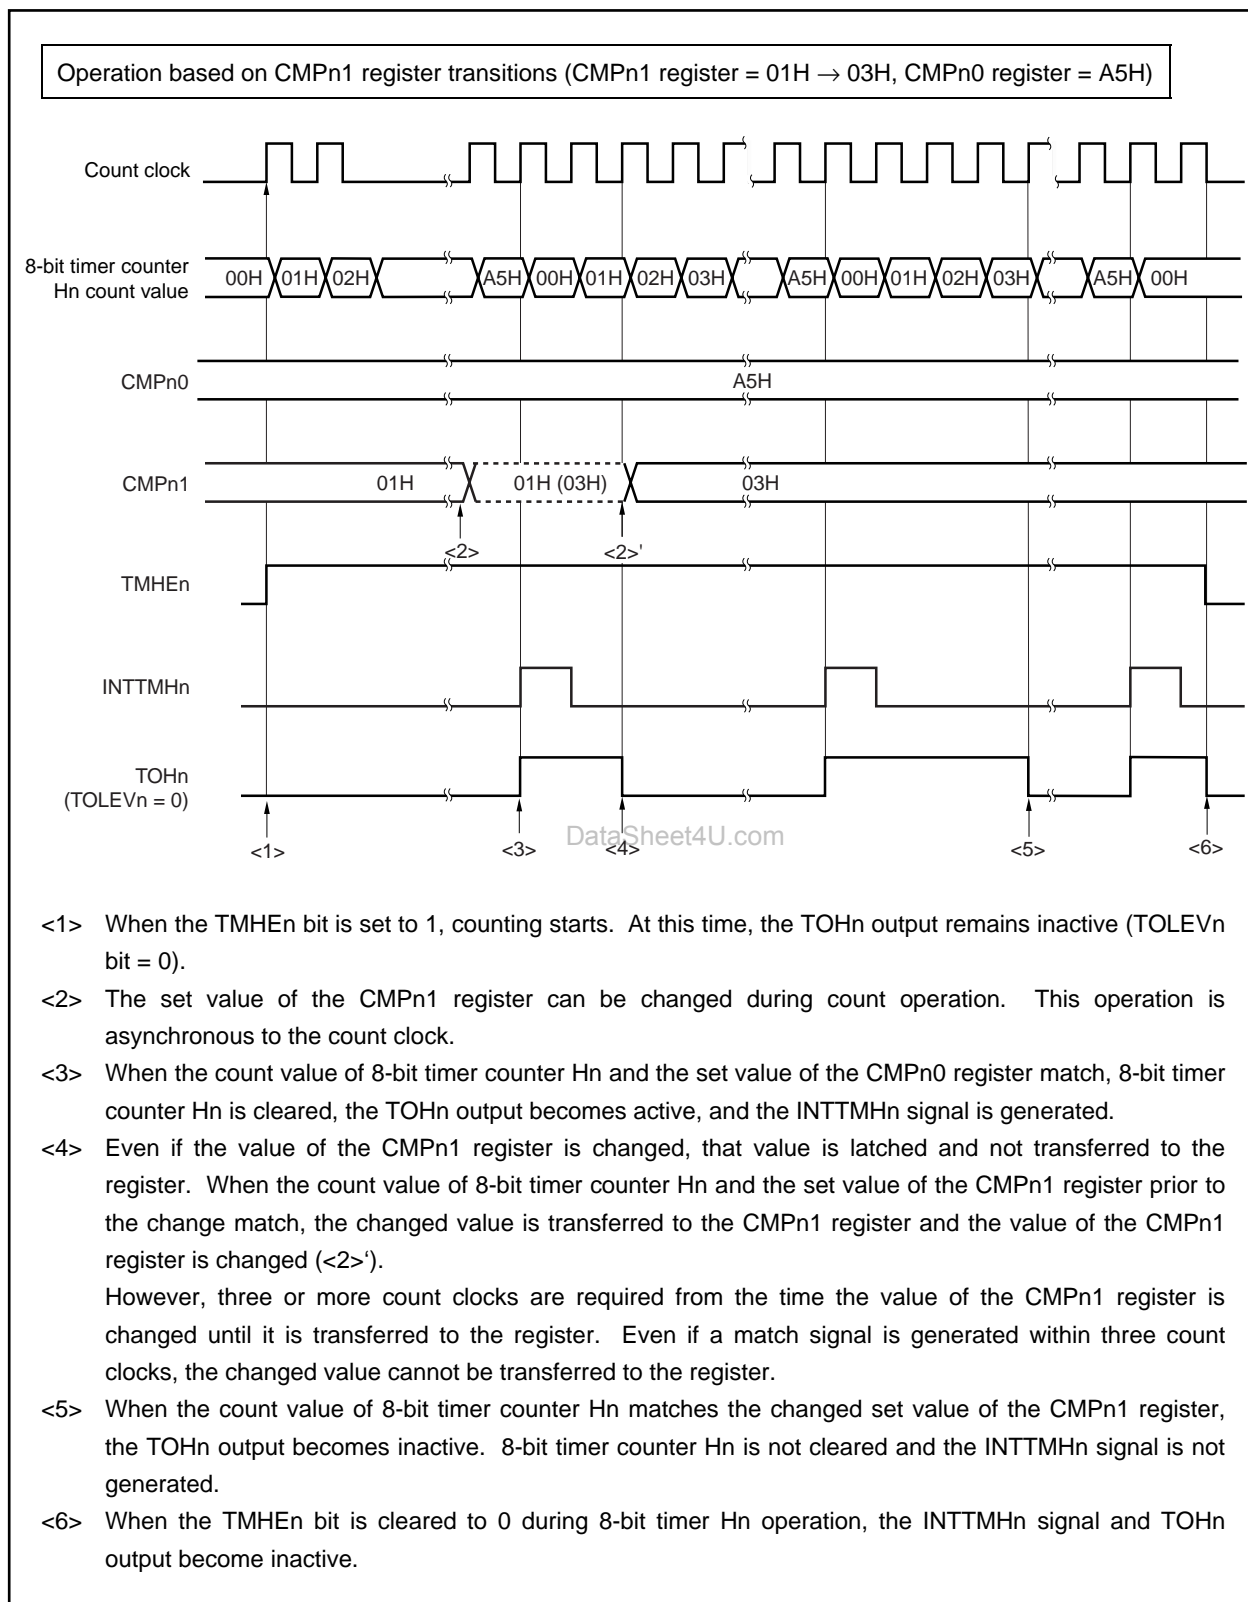 Operation based on CMPn1 register transitions (CMPn1 register = 01H → 03H, CMPn0 register = A5H)
Count clock
8-bit timer counter
Hn count value
00H 01H 02H A5H 00H 01H 02H 03H A5H 00H 01H 02H 03H A5H 00H
CMPn0
A5H
CMPn1
01H 01H (03H) 03H
<2> <2>'
TMHEn
INTTMHn
TOHn
(TOLEVn = 0)
DataSheet4U.com
<1> <3> <4> <5> <6>
<1> When the TMHEn bit is set to 1, counting starts. At this time, the TOHn output remains inactive (TOLEVn
bit = 0).
<2> The set value of the CMPn1 register can be changed during count operation. This operation is
asynchronous to the count clock.
<3> When the count value of 8-bit timer counter Hn and the set value of the CMPn0 register match, 8-bit timer
counter Hn is cleared, the TOHn output becomes active, and the INTTMHn signal is generated.
<4> Even if the value of the CMPn1 register is changed, that value is latched and not transferred to the
register. When the count value of 8-bit timer counter Hn and the set value of the CMPn1 register prior to
the change match, the changed value is transferred to the CMPn1 register and the value of the CMPn1
register is changed (<2>‘).
However, three or more count clocks are required from the time the value of the CMPn1 register is
changed until it is transferred to the register. Even if a match signal is generated within three count
clocks, the changed value cannot be transferred to the register.
<5> When the count value of 8-bit timer counter Hn matches the changed set value of the CMPn1 register,
the TOHn output becomes inactive. 8-bit timer counter Hn is not cleared and the INTTMHn signal is not
generated.
<6> When the TMHEn bit is cleared to 0 during 8-bit timer Hn operation, the INTTMHn signal and TOHn
output become inactive.